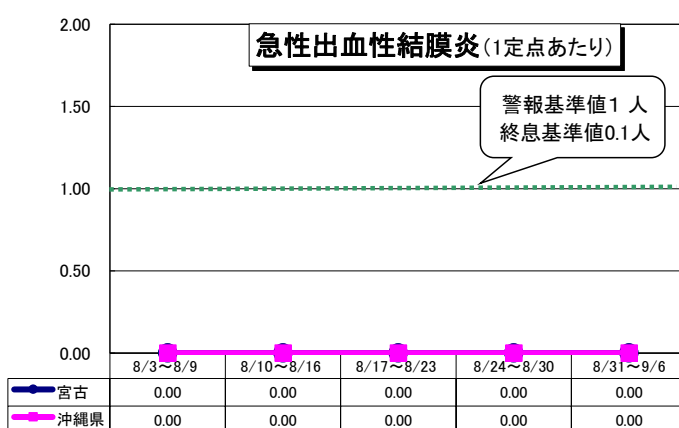 2.00
急性出血性結膜炎(1定点あたり)
1.50
警報基準値１ 人
終息基準値0.1人
1.00
0.50
0.00
8/3～8/9 8/10～8/16 8/17～8/23 8/24～8/30 8/31～9/6
宮古 0.00 0.00 0.00 0.00 0.00
沖縄県 0.00 0.00 0.00 0.00 0.00